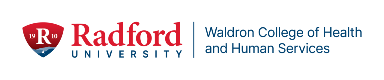 19 R 10
Radford
UNIVERSITY
Waldron College of Health
and Human Services